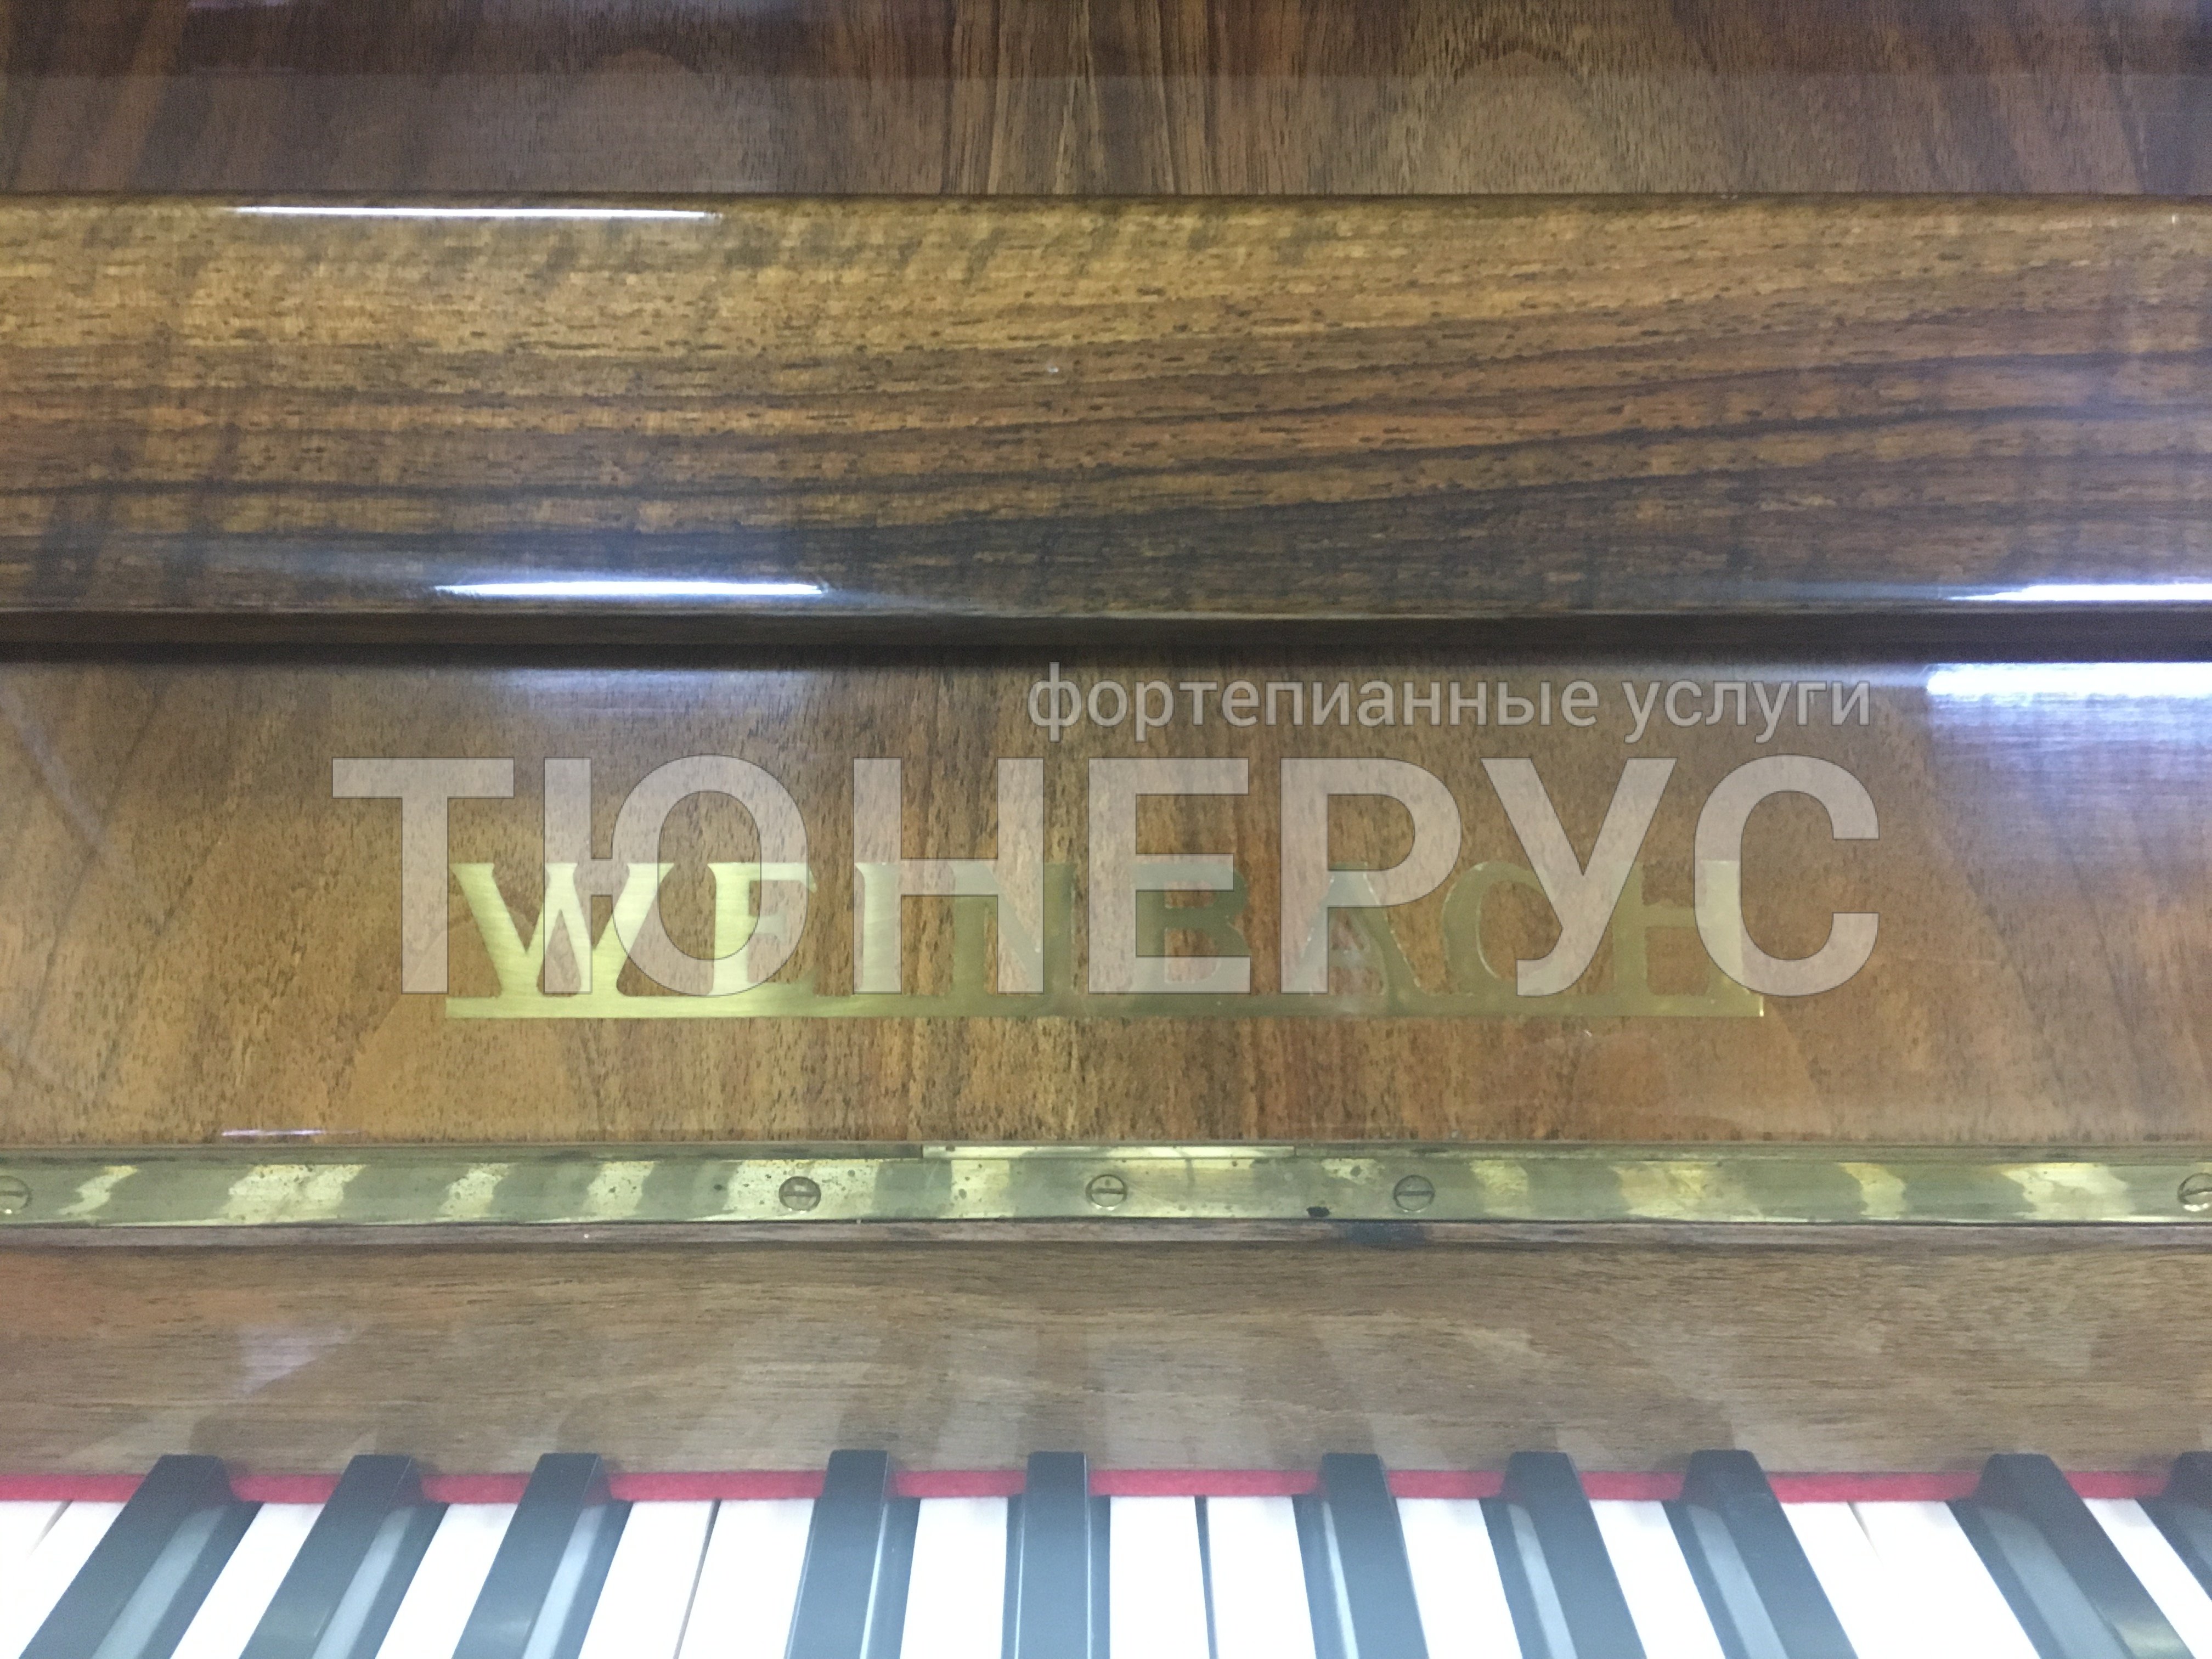 фортепианные услуги
ТЮНЕРУС
WEINBACH